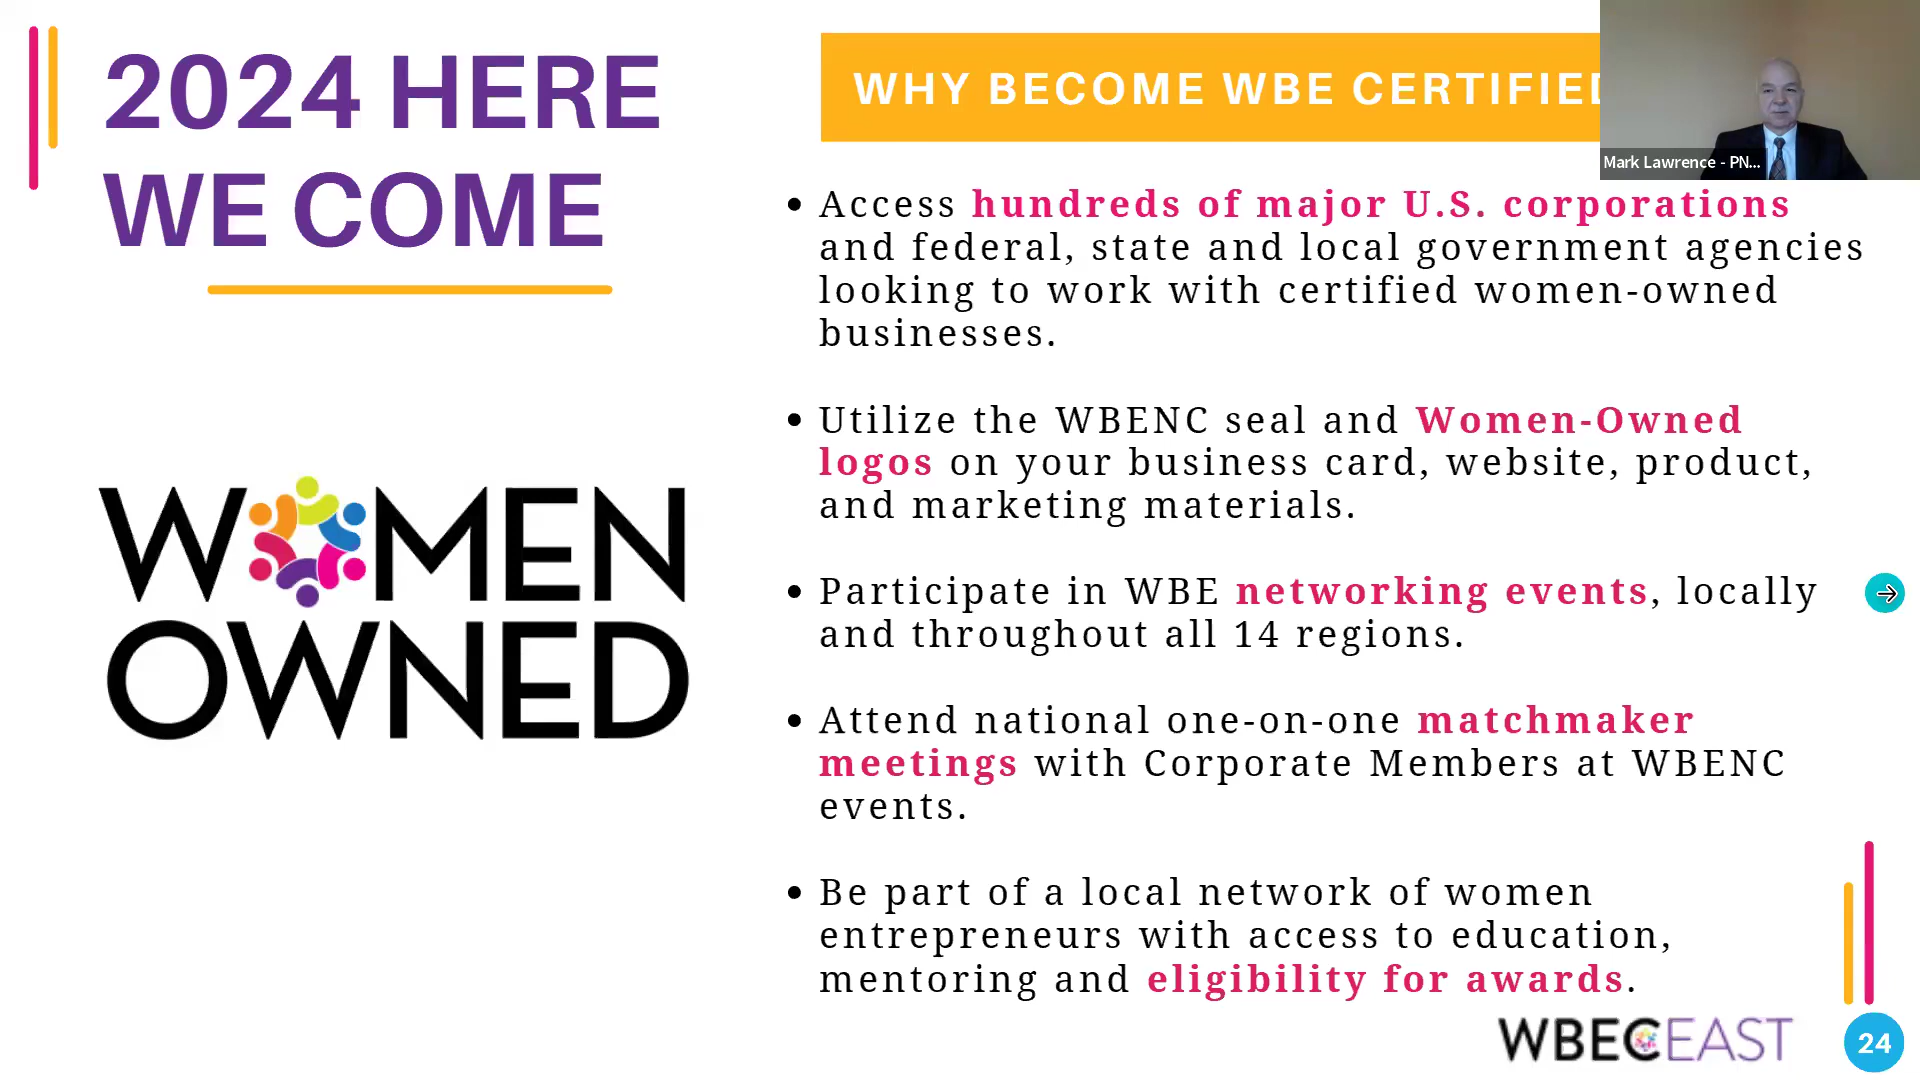 2024 HERE
WE COME
WOMEN
OWNED
WHY BECOME WBE CERTIFIED
Mark Lawrence - PN...
Access hundreds of major U.S. corporations
and federal, state and local government agencies
looking to work with certified women-owned
businesses.
Utilize the WBENC seal and Women-Owned
logos on your business card, website, product,
and marketing materials.
Participate in WBE networking events, locally
and throughout all 14 regions.
Attend national one-on-one matchmaker
meetings with Corporate Members at WBENC
events.
Be part of a local network of women
entrepreneurs with access to education,
mentoring and eligibility for awards.
WBECEAST
24